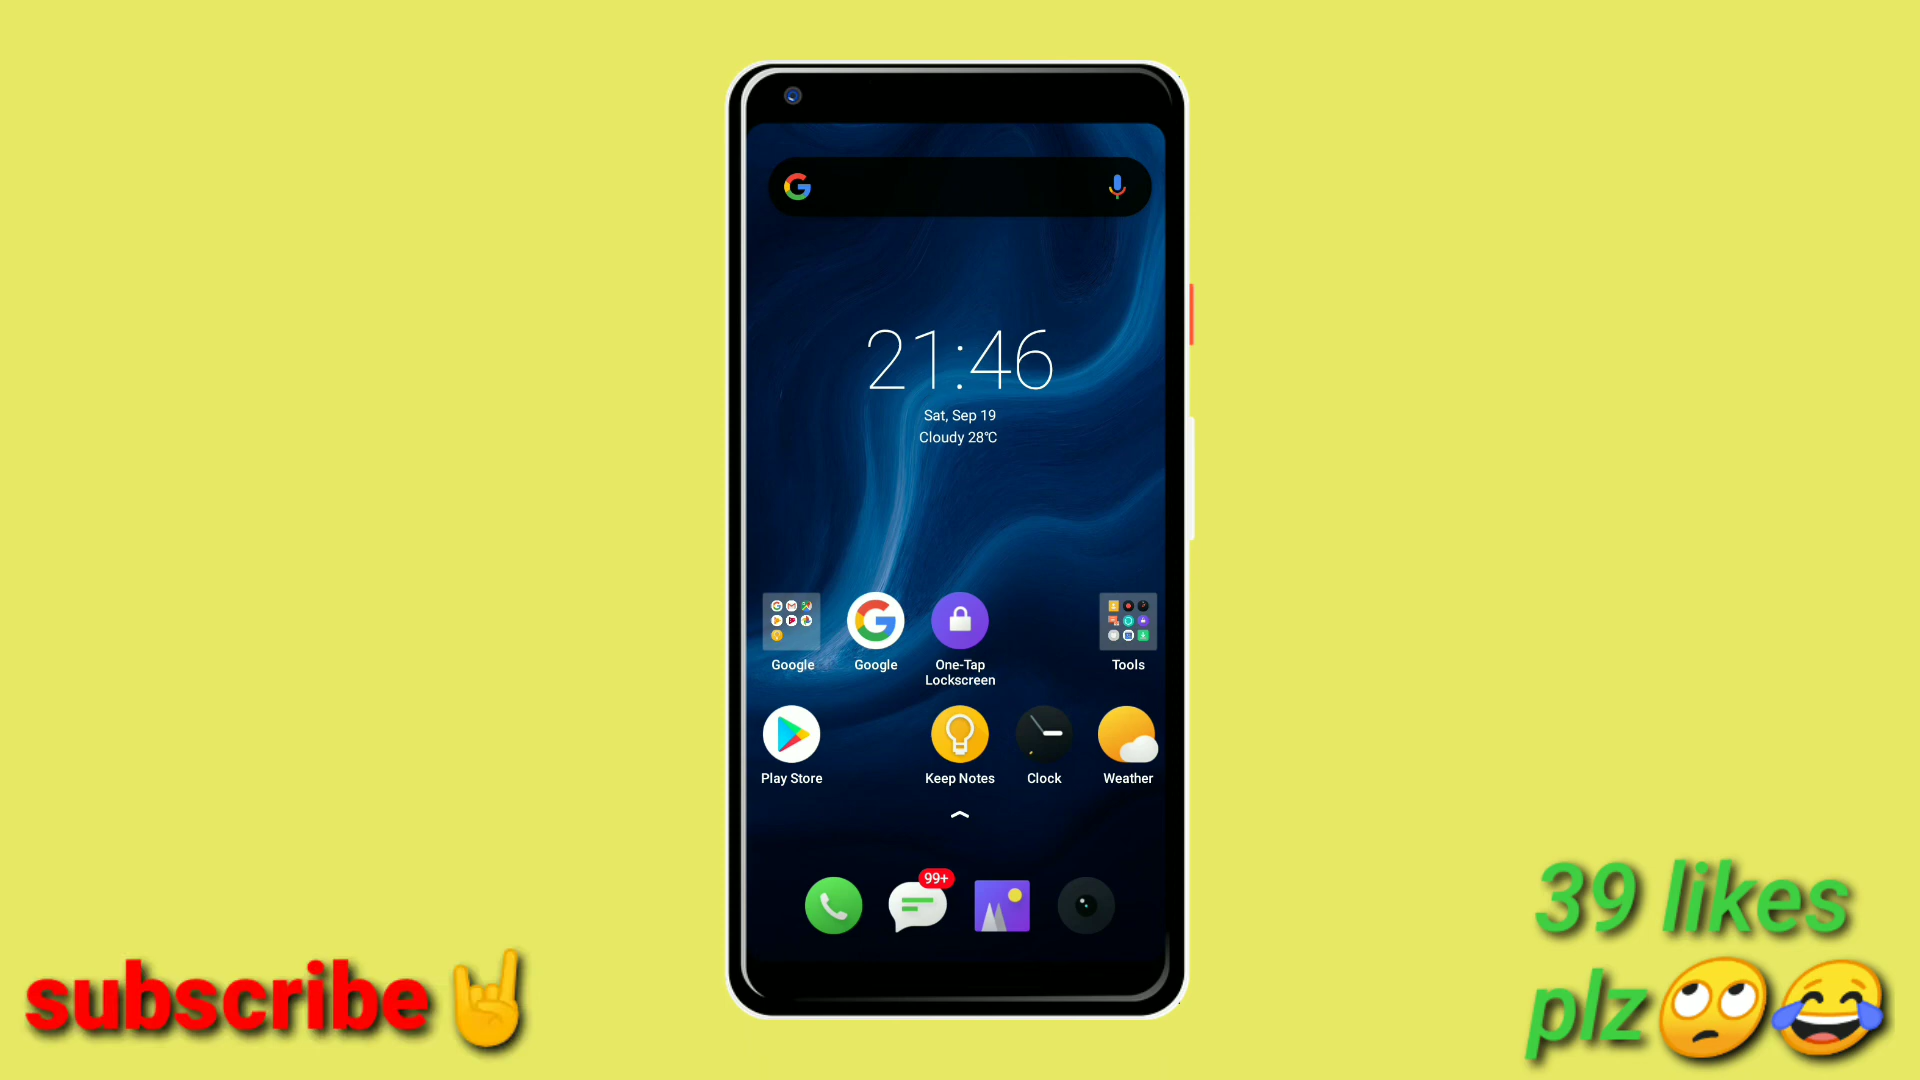 21:46
Sat, Sep 19
Cloudy 28℃
Google
Google
One-Tap
Lockscreen
Tools
Play Store
Keep Notes
Clock
Weather
99+
subscribe🤘
39 likes
plz🙄😂